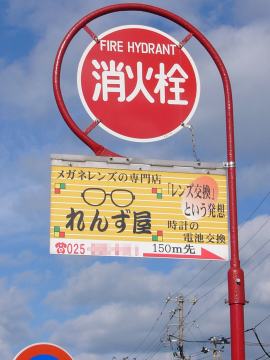 FIRE HYDRANT
消火栓
メガネレンズの専門店
れんず屋
「レンズ交換」
という発想
時計の
電池交換
☎025
150m先